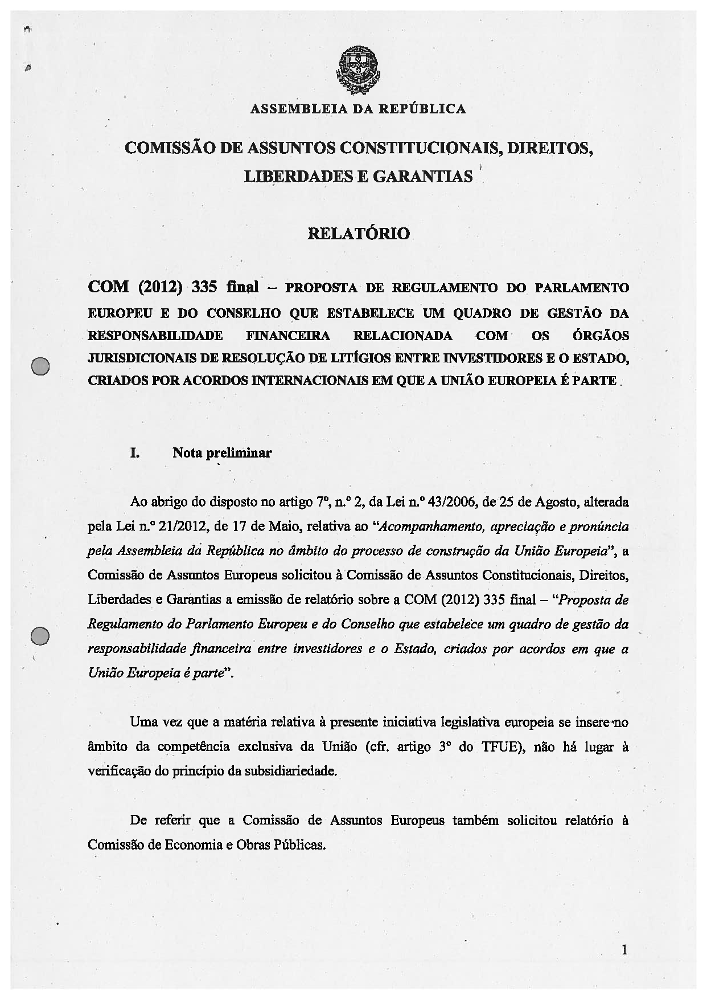 ASSEMBLEIA DA REPÚBLICA
COMISSÃO DE ASSUNTOS CONSTITUCIONAIS, DIREITOS,
LIBERDADES E GARANTIAS
RELATÓRIO
COM (2012) 335 final – PROPOSTA DE REGULAMENTO DO PARLAMENTO
EUROPEU E DO CONSELHO QUE ESTABELECE UM QUADRO DE GESTÃO DA
RESPONSABILIDADE FINANCEIRA RELACIONADA COM OS ÓRGÃOS
JURISDICIONAIS DE RESOLUÇÃO DE LITÍGIOS ENTRE INVESTIDORES E O ESTADO,
CRIADOS POR ACORDOS INTERNACIONAIS EM QUE A UNIÃO EUROPEIA É PARTE.
I. Nota preliminar
Ao abrigo do disposto no artigo 7º, n.º 2, da Lei n.º 43/2006, de 25 de Agosto, alterada
pela Lei n.º 21/2012, de 17 de Maio, relativa ao “Acompanhamento, apreciação e pronúncia
pela Assembleia da República no âmbito do processo de construção da União Europeia”, a
Comissão de Assuntos Europeus solicitou à Comissão de Assuntos Constitucionais, Direitos,
Liberdades e Garantias a emissão de relatório sobre a COM (2012) 335 final – “Proposta de
Regulamento do Parlamento Europeu e do Conselho que estabelece um quadro de gestão da
responsabilidade financeira entre investidores e o Estado, criados por acordos em que a
União Europeia é parte”.
Uma vez que a matéria relativa à presente iniciativa legislativa europeia se insere no
âmbito da competência exclusiva da União (cfr. artigo 3º do TFUE), não há lugar à
verificação do princípio da subsidiariedade.
De referir que a Comissão de Assuntos Europeus também solicitou relatório à
Comissão de Economia e Obras Públicas.
1